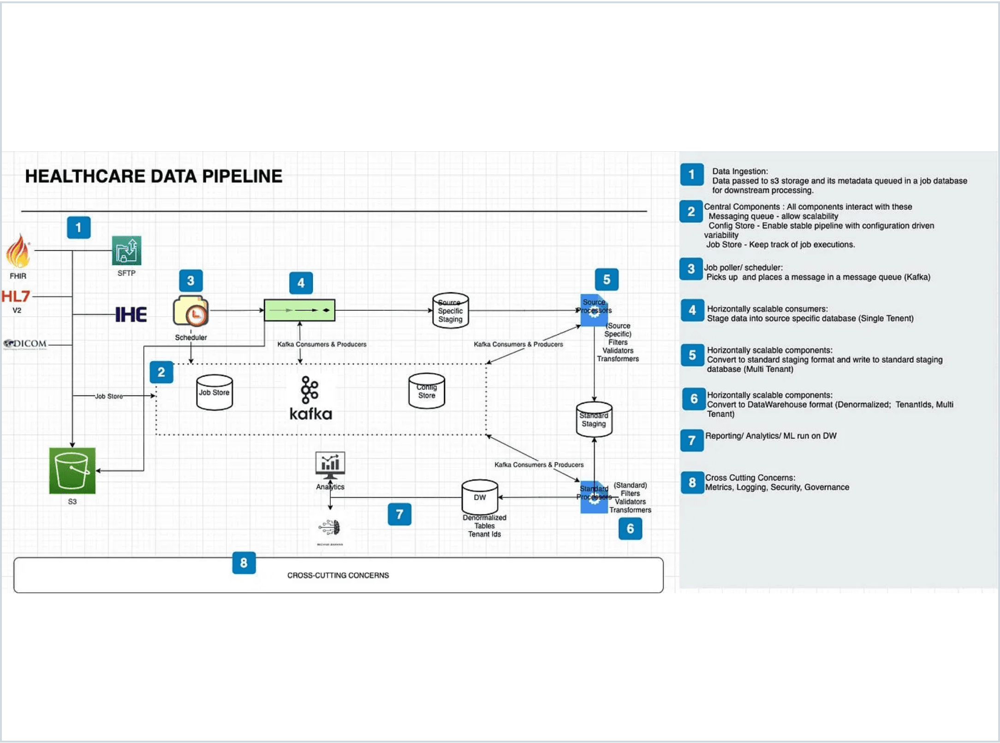 HEALTHCARE DATA PIPELINE
1
FHIR
SFTP
HL7
V2
IHE
DICOM
3
Scheduler
4
Kafka Consumers & Producers
Source
Specific
Staging
5
Source
Processors
(Source
Specific)
Filters
Validators
Transformers
Kafka Consumers & Producers
2
Job Store
Job Store
kafka
Config
Store
Standard
Staging
S3
Analytics
MACHINE LEARNING
7
DW
Denormalized
Tables
Tenant Ids
Kafka Consumers & Producers
Standard
Processors
(Standard)
Filters
Validators
Transformers
6
8
CROSS-CUTTING CONCERNS
1
Data Ingestion:
Data passed to s3 storage and its metadata queued in a job database
for downstream processing.
2
Central Components : All components interact with these
Messaging queue - allow scalability
Config Store - Enable stable pipeline with configuration driven
variability
Job Store - Keep track of job executions.
3
Job poller/ scheduler:
Picks up and places a message in a message queue (Kafka)
4
Horizontally scalable consumers:
Stage data into source specific database (Single Tenent)
5
Horizontally scalable components:
Convert to standard staging format and write to standard staging
database (Multi Tenant)
6
Horizontally scalable components:
Convert to DataWarehouse format (Denormalized; TenantIds, Multi
Tenant)
7
Reporting/ Analytics/ ML run on DW
8
Cross Cutting Concerns:
Metrics, Logging, Security, Governance